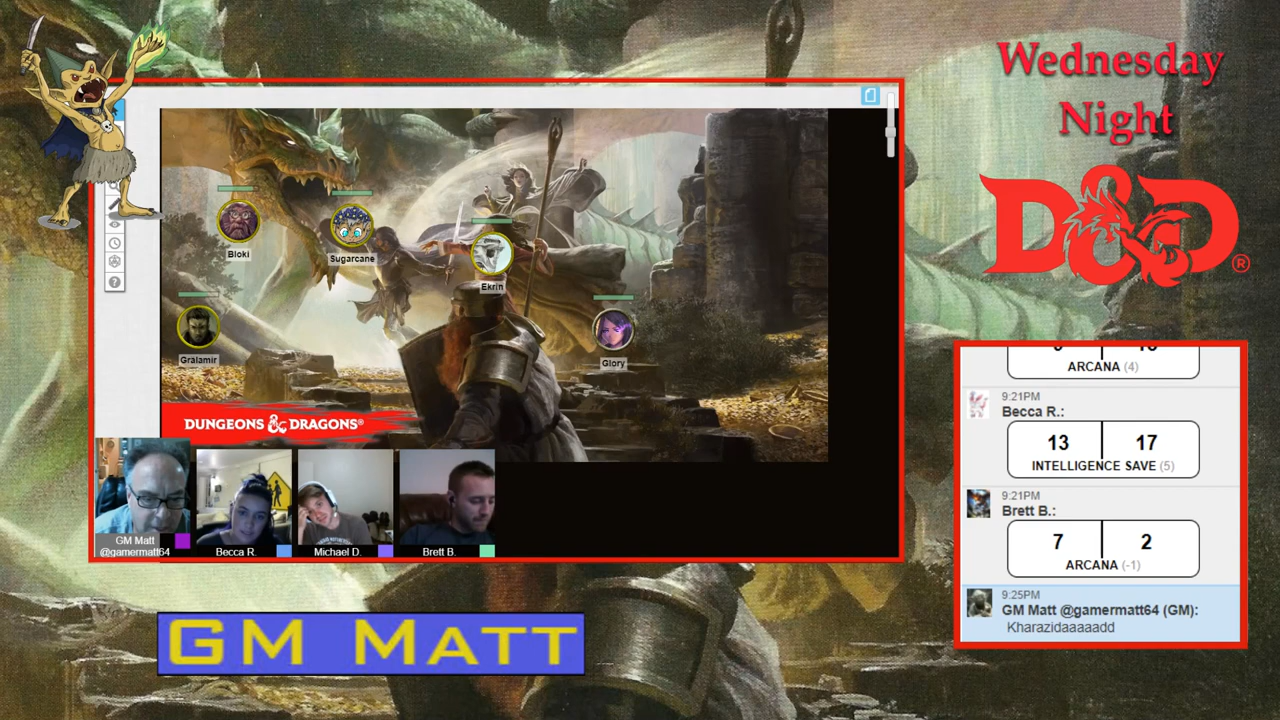 Wednesday
Night
D&D®
Bloki
Sugarcane
Ekrin
Gralamir
Glory
DUNGEONS & DRAGONS®
GM Matt
@gamermatt64
Becca R.
Michael D.
Brett B.
GM MATT
ARCANA (4)
9:21PM
Becca R.:
13 17
INTELLIGENCE SAVE (5)
9:21PM
Brett B.:
7 2
ARCANA (-1)
9:25PM
GM Matt @gamermatt64 (GM):
Kharazidaaaaadd